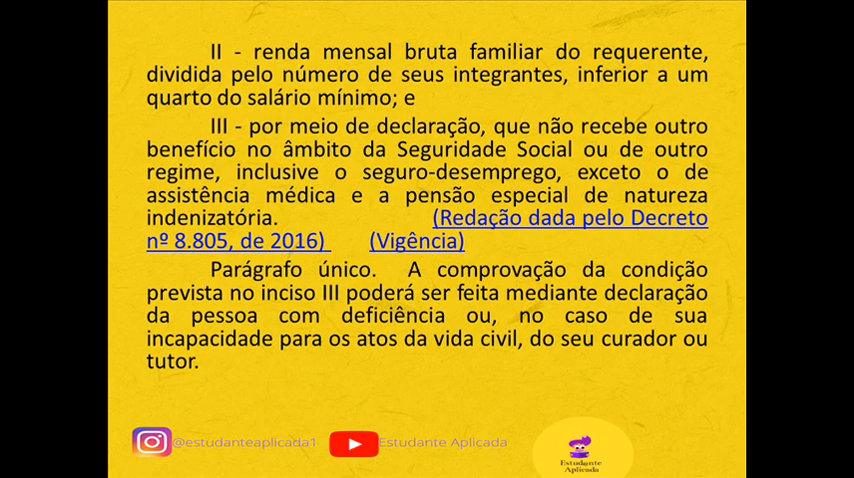 II - renda mensal bruta familiar do requerente,
dividida pelo número de seus integrantes, inferior a um
quarto do salário mínimo; e
III - por meio de declaração, que não recebe outro
benefício no âmbito da Seguridade Social ou de outro
regime, inclusive o seguro-desemprego, exceto o de
assistência médica e a pensão especial de natureza
indenizatória. (Redação dada pelo Decreto
nº 8.805, de 2016) (Vigência)
Parágrafo único. A comprovação da condição
prevista no inciso III poderá ser feita mediante declaração
da pessoa com deficiência ou, no caso de sua
incapacidade para os atos da vida civil, do seu curador ou
tutor.
@estudanteaplicada1 Estudante Aplicada
Estudante
Aplicada